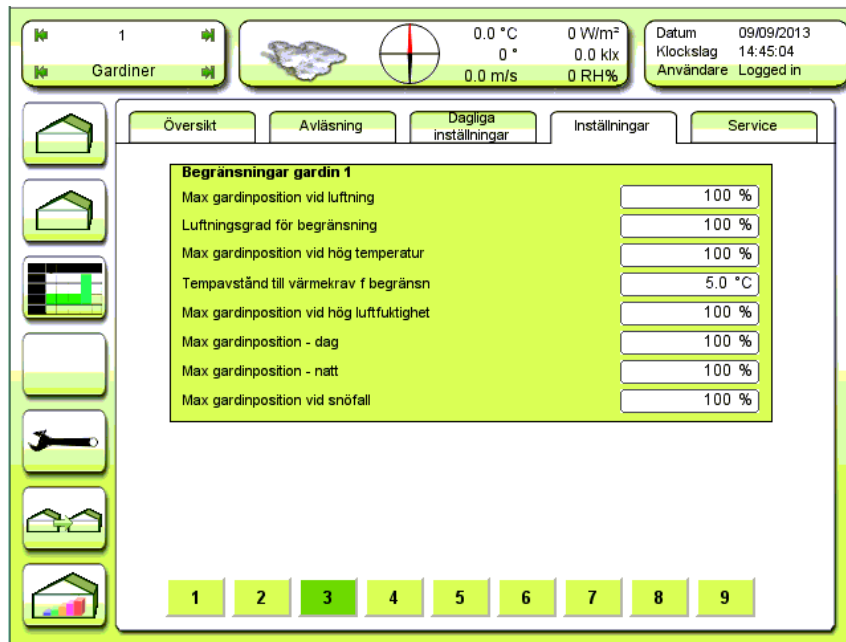 1
Gardiner
0.0 °C
0 °
0.0 m/s
0 W/m²
0.0 klx
0 RH%
Datum 09/09/2013
Klockslag 14:45:04
Användare Logged in
Översikt
Avläsning
Dagliga
inställningar
Inställningar
Service
Begränsningar gardin 1
Max gardinposition vid luftning 100 %
Luftningsgrad för begränsning 100 %
Max gardinposition vid hög temperatur 100 %
Tempavstånd till värmekrav f begränsn 5.0 °C
Max gardinposition vid hög luftfuktighet 100 %
Max gardinposition - dag 100 %
Max gardinposition - natt 100 %
Max gardinposition vid snöfall 100 %
1 2 3 4 5 6 7 8 9